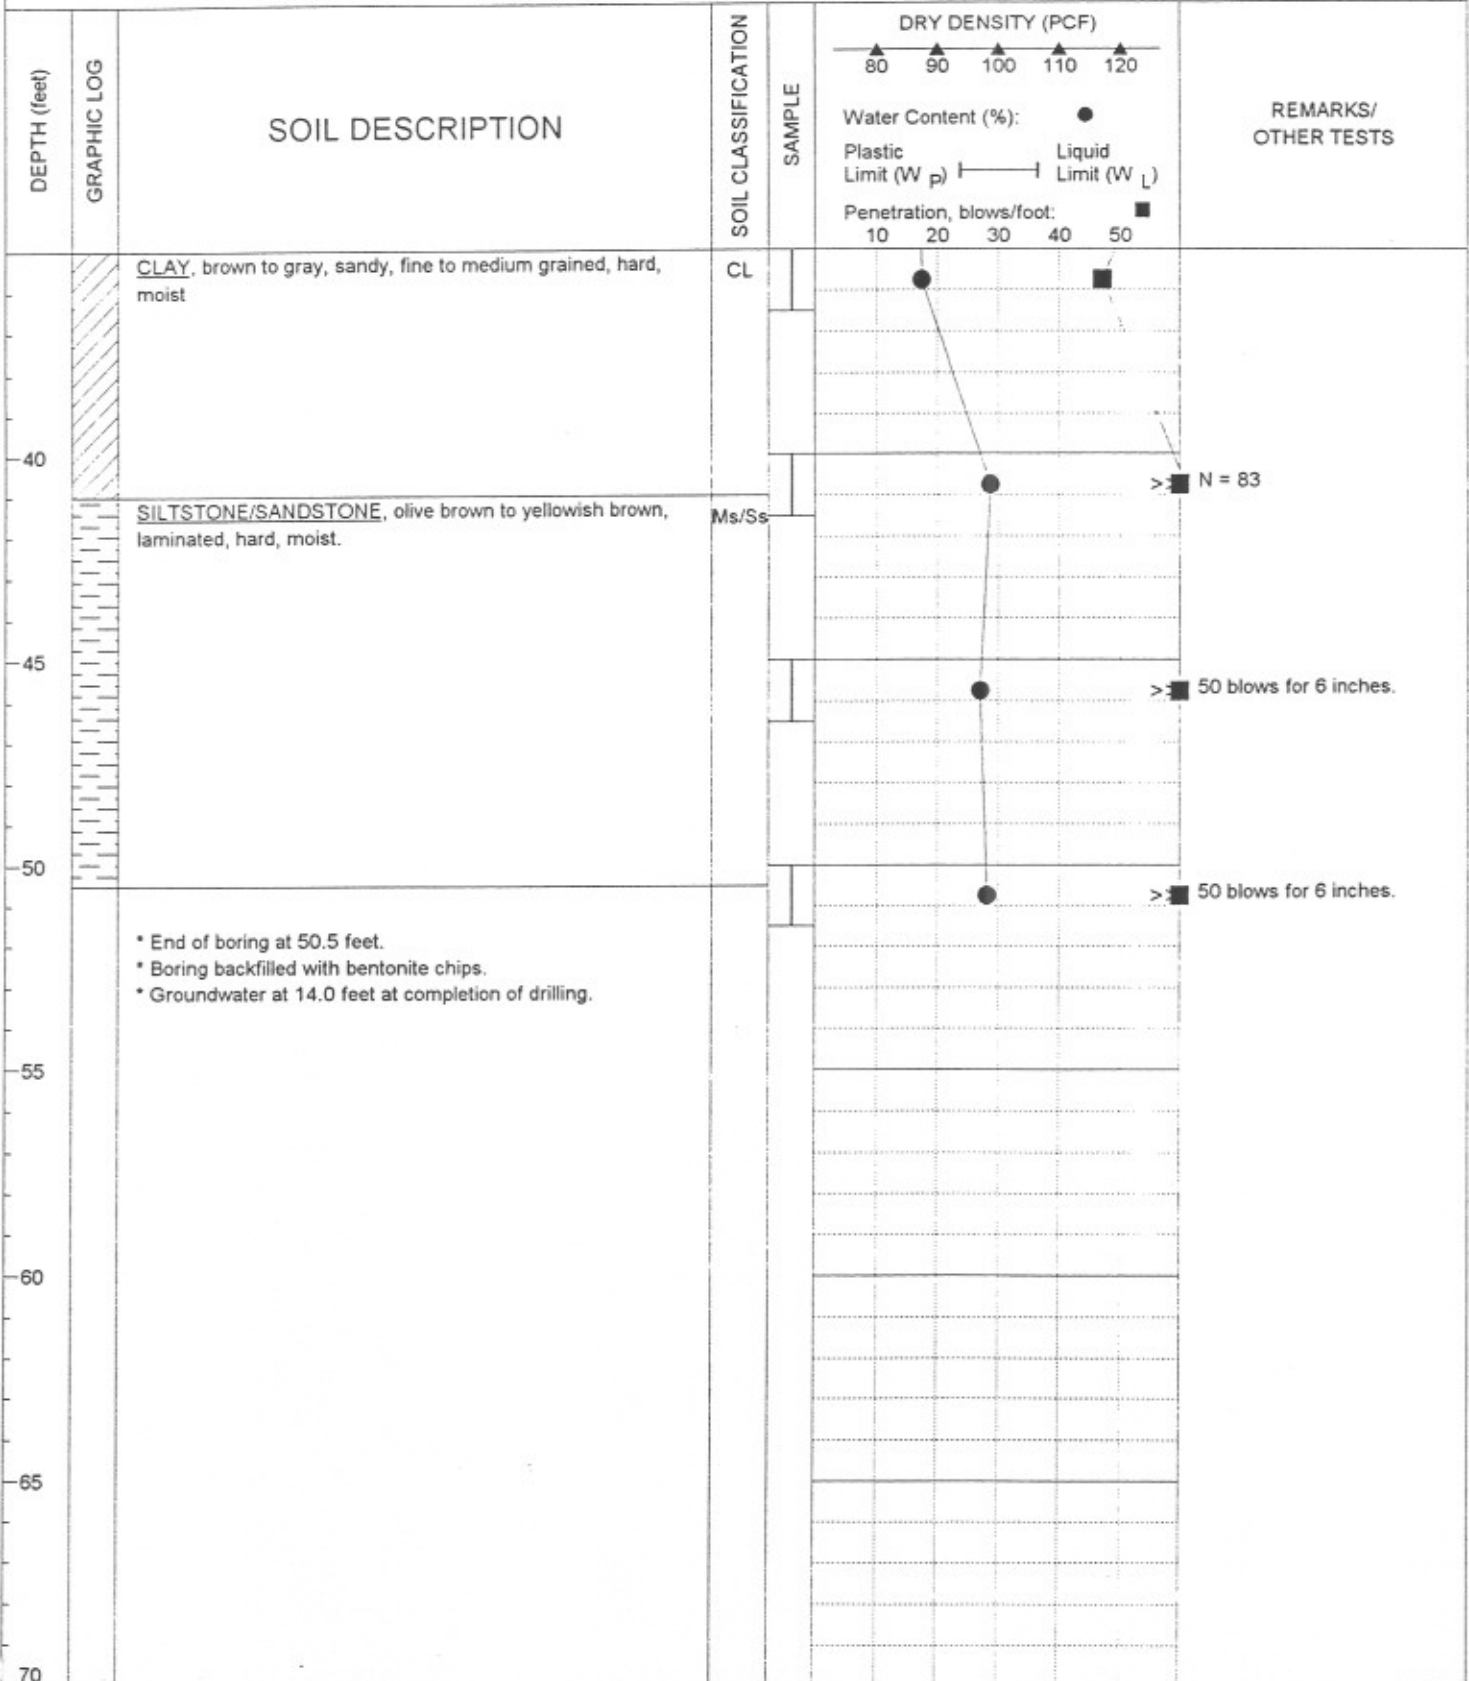 DEPTH (feet)
GRAPHIC LOG
SOIL DESCRIPTION
SOIL CLASSIFICATION
SAMPLE
DRY DENSITY (PCF)
80 90 100 110 120
Water Content (%):
Plastic Limit (W P)
Liquid Limit (W L)
Penetration, blows/foot:
10 20 30 40 50
REMARKS/
OTHER TESTS
CLAY, brown to gray, sandy, fine to medium grained, hard,
moist
CL
40
>> N = 83
SILTSTONE/SANDSTONE, olive brown to yellowish brown,
laminated, hard, moist.
Ms/Ss
45
>> 50 blows for 6 inches.
50
>> 50 blows for 6 inches.
* End of boring at 50.5 feet.
* Boring backfilled with bentonite chips.
* Groundwater at 14.0 feet at completion of drilling.
55
60
65
70